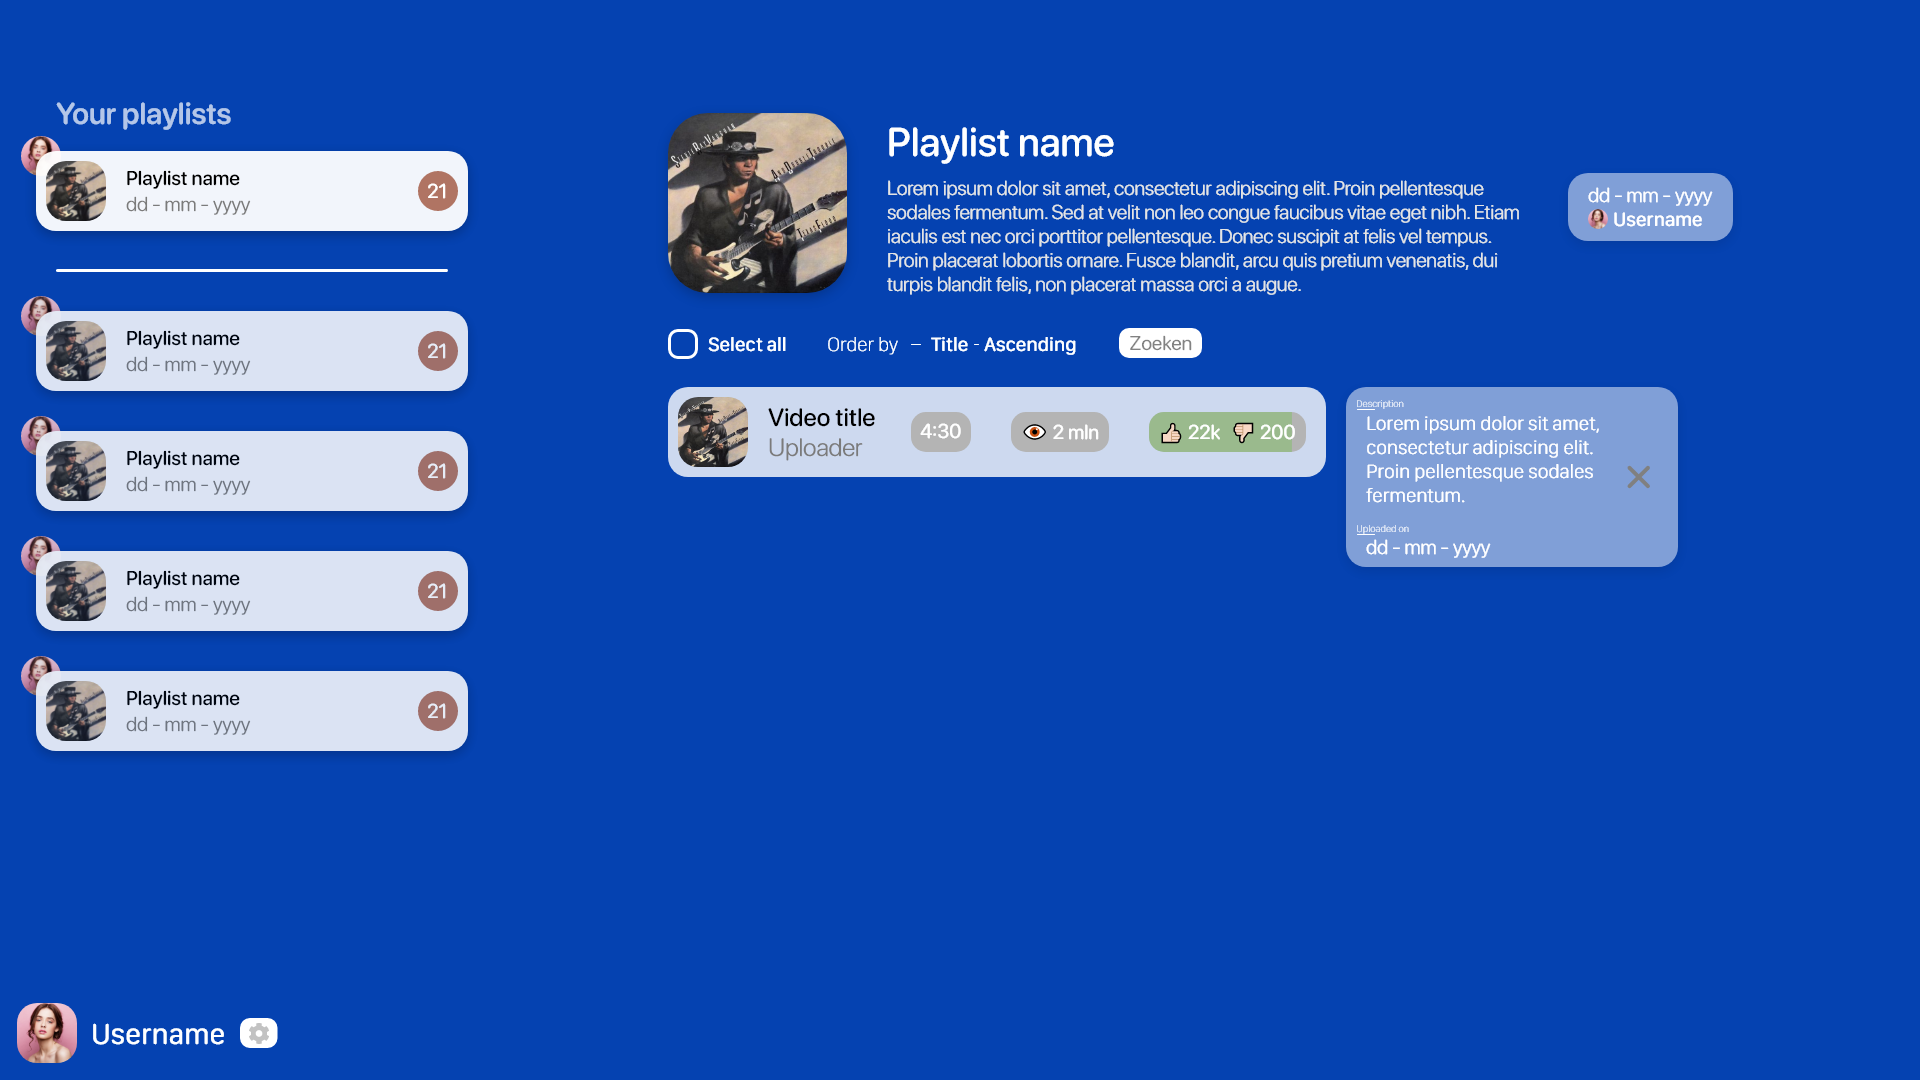 Your playlists
Playlist name
dd - mm - yyyy
21
Playlist name
dd - mm - yyyy
21
Playlist name
dd - mm - yyyy
21
Playlist name
dd - mm - yyyy
21
Playlist name
dd - mm - yyyy
21
Username
Playlist name
Lorem ipsum dolor sit amet, consectetur adipiscing elit. Proin pellentesque
sodales fermentum. Sed at velit non leo congue faucibus vitae eget nibh. Etiam
iaculis est nec orci porttitor pellentesque. Donec suscipit at felis vel tempus.
Proin placerat lobortis ornare. Fusce blandit, arcu quis pretium venenatis, dui
turpis blandit felis, non placerat massa orci a augue.
dd - mm - yyyy
Username
Select all
Order by – Title - Ascending
Zoeken
Video title
Uploader
4:30
2 mln
22k
200
Description
Lorem ipsum dolor sit amet,
consectetur adipiscing elit.
Proin pellentesque sodales
fermentum.
Uploaded on
dd - mm - yyyy